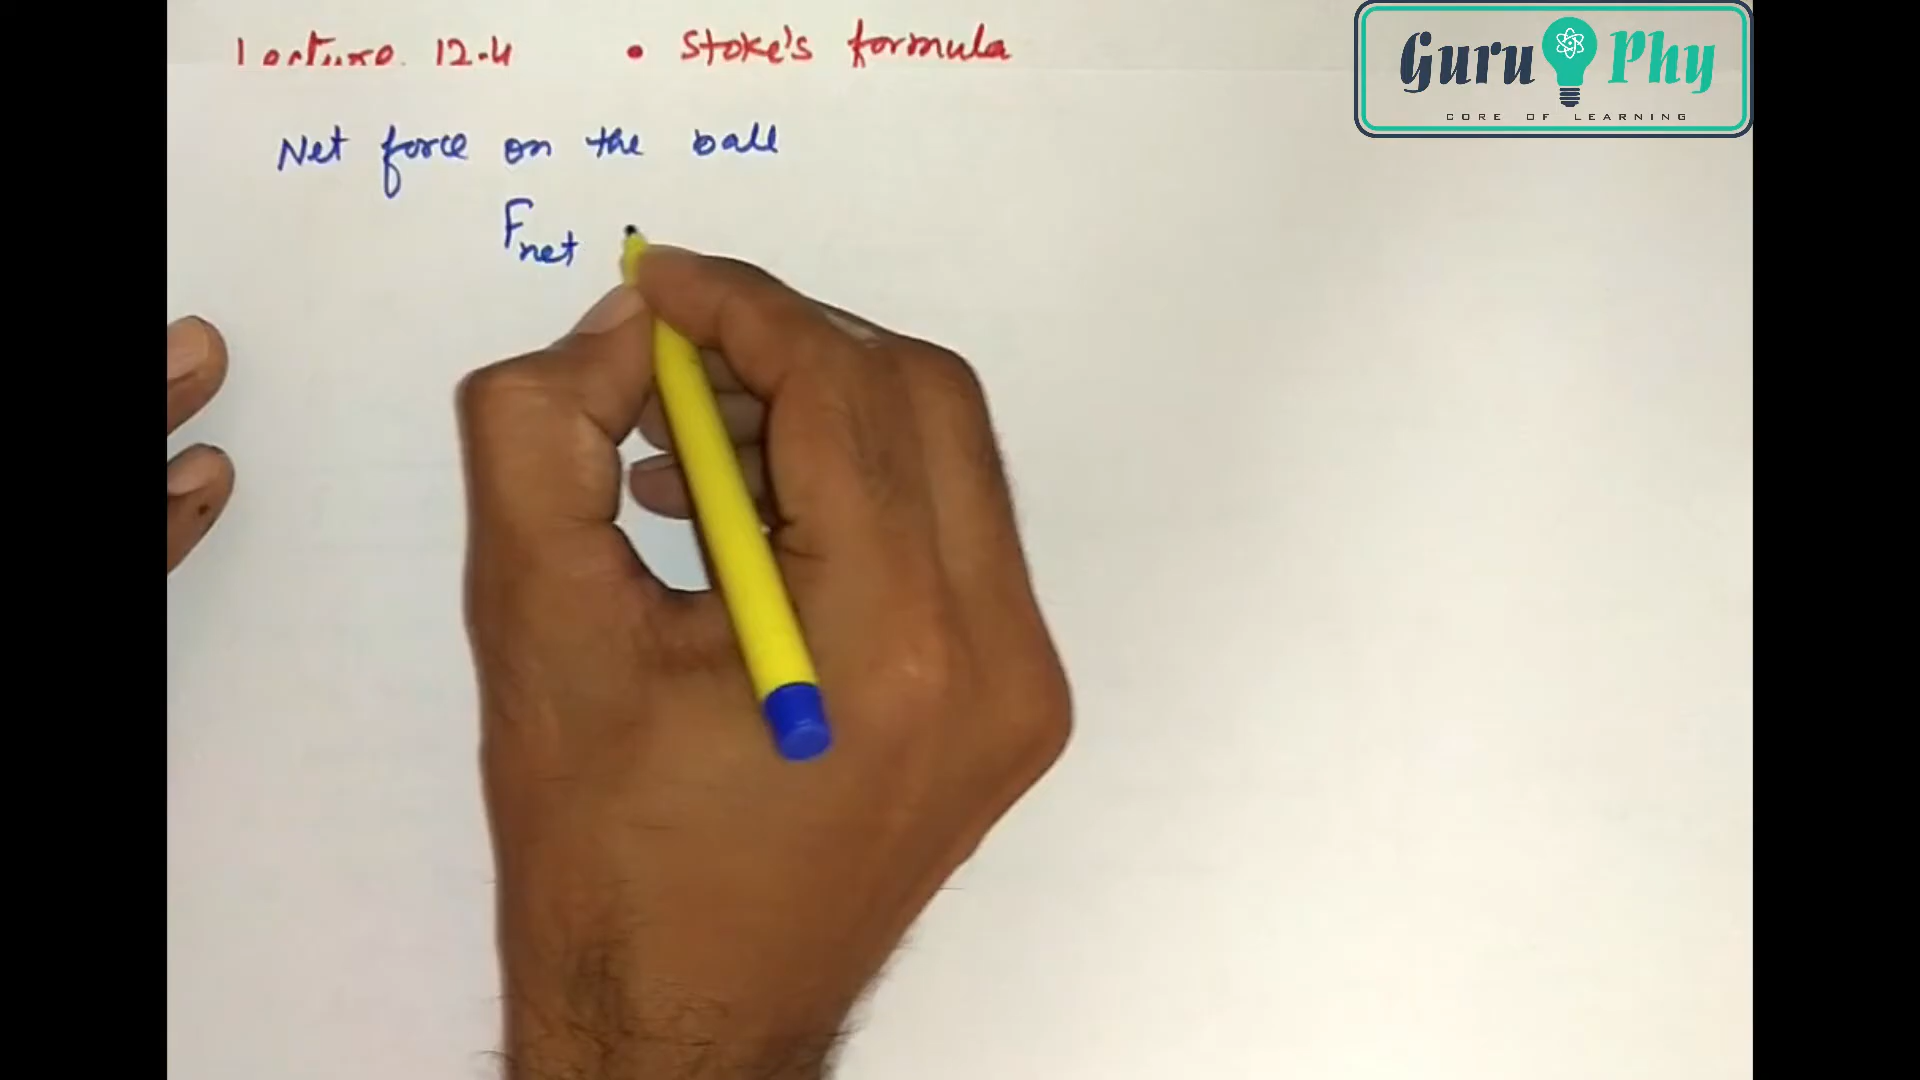 Lecture 12.4 • Stoke's formula
Guru Phy
CORE OF LEARNING
Net force on the ball
Fnet